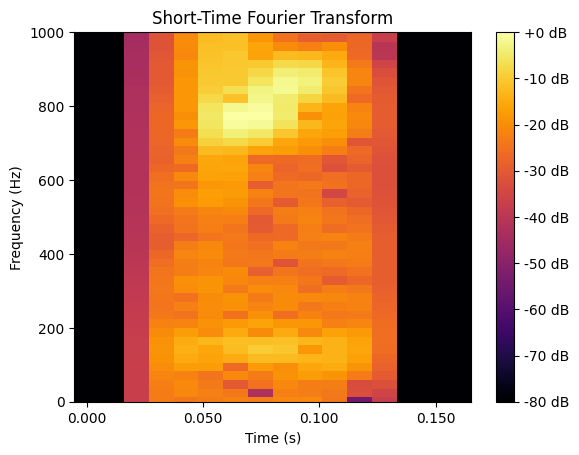 Short-Time Fourier Transform
1000
800
600
400
200
0
Frequency (Hz)
0.000
0.050
0.100
0.150
Time (s)
+0 dB
-10 dB
-20 dB
-30 dB
-40 dB
-50 dB
-60 dB
-70 dB
-80 dB